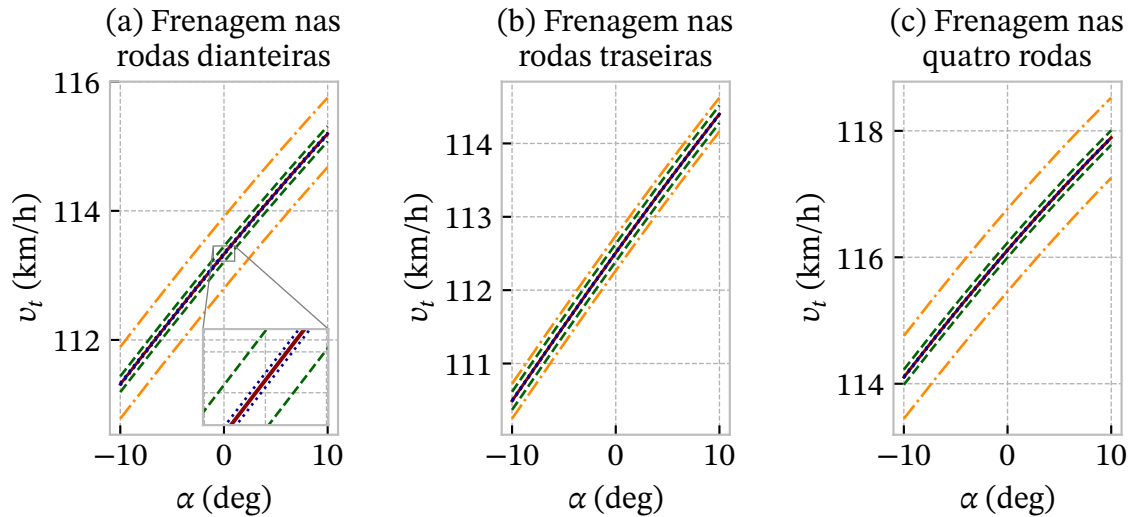 (a) Frenagem nas
rodas dianteiras
116
114
112
v_t (km/h)
−10
0
10
α (deg)
(b) Frenagem nas
rodas traseiras
114
113
112
111
v_t (km/h)
−10
0
10
α (deg)
(c) Frenagem nas
quatro rodas
118
116
114
v_t (km/h)
−10
0
10
α (deg)